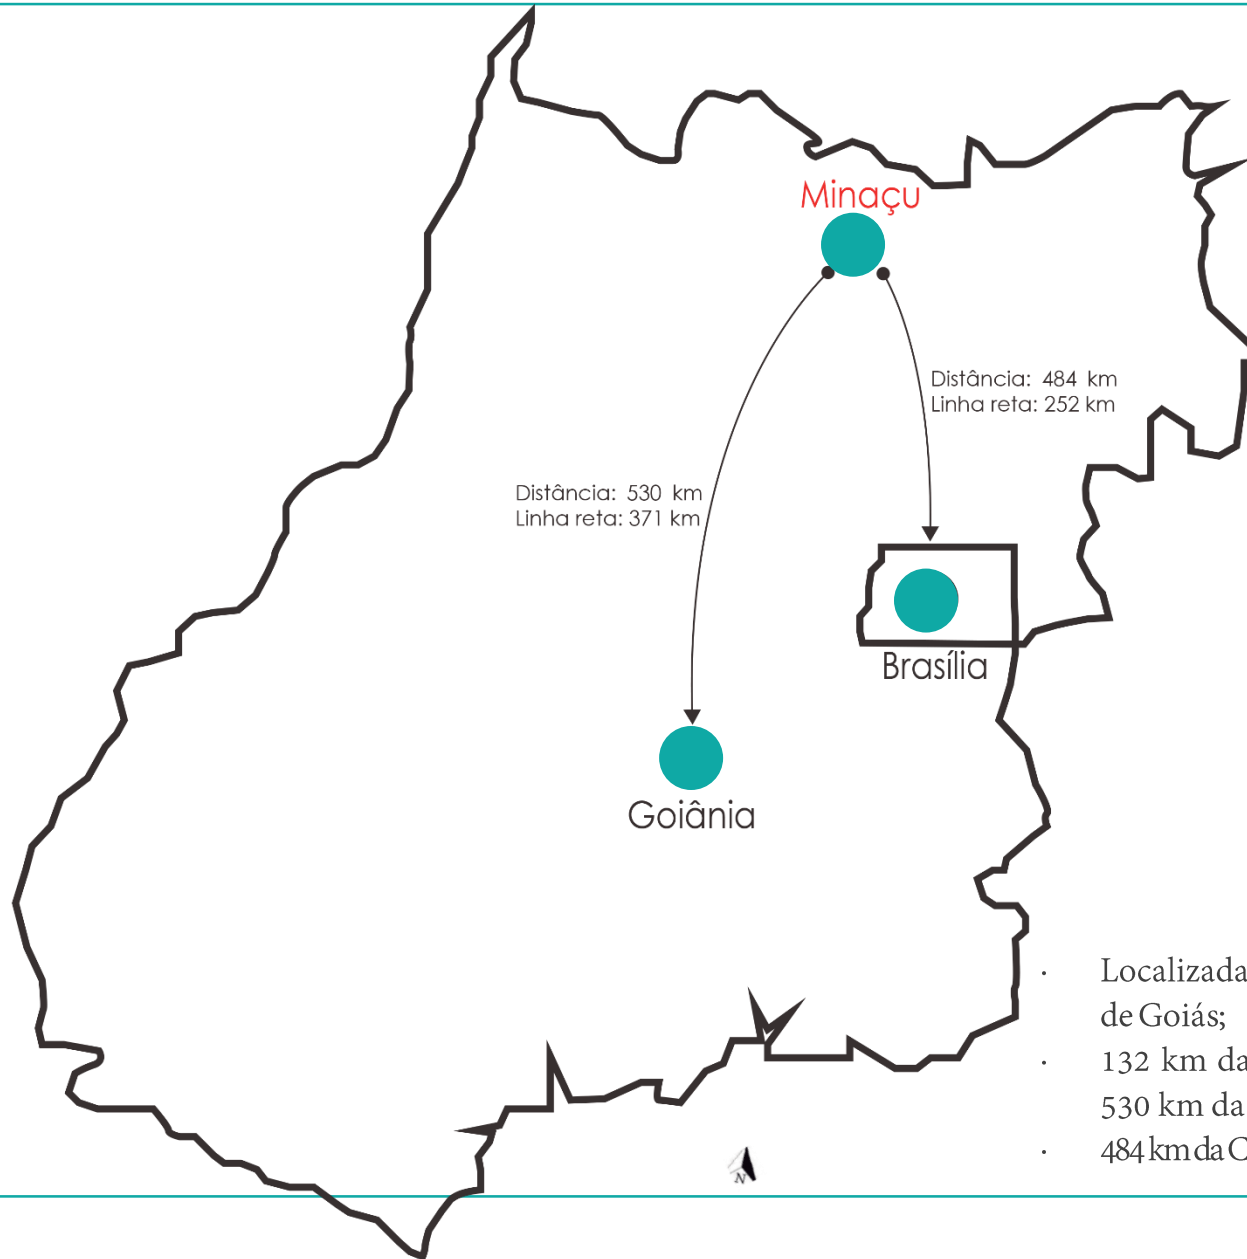 Minaçu
Distância: 484 km
Linha reta: 252 km
Distância: 530 km
Linha reta: 371 km
Brasília
Goiânia
· Localizada
de Goiás;
· 132 km da
530 km da
· 484 km da C
N